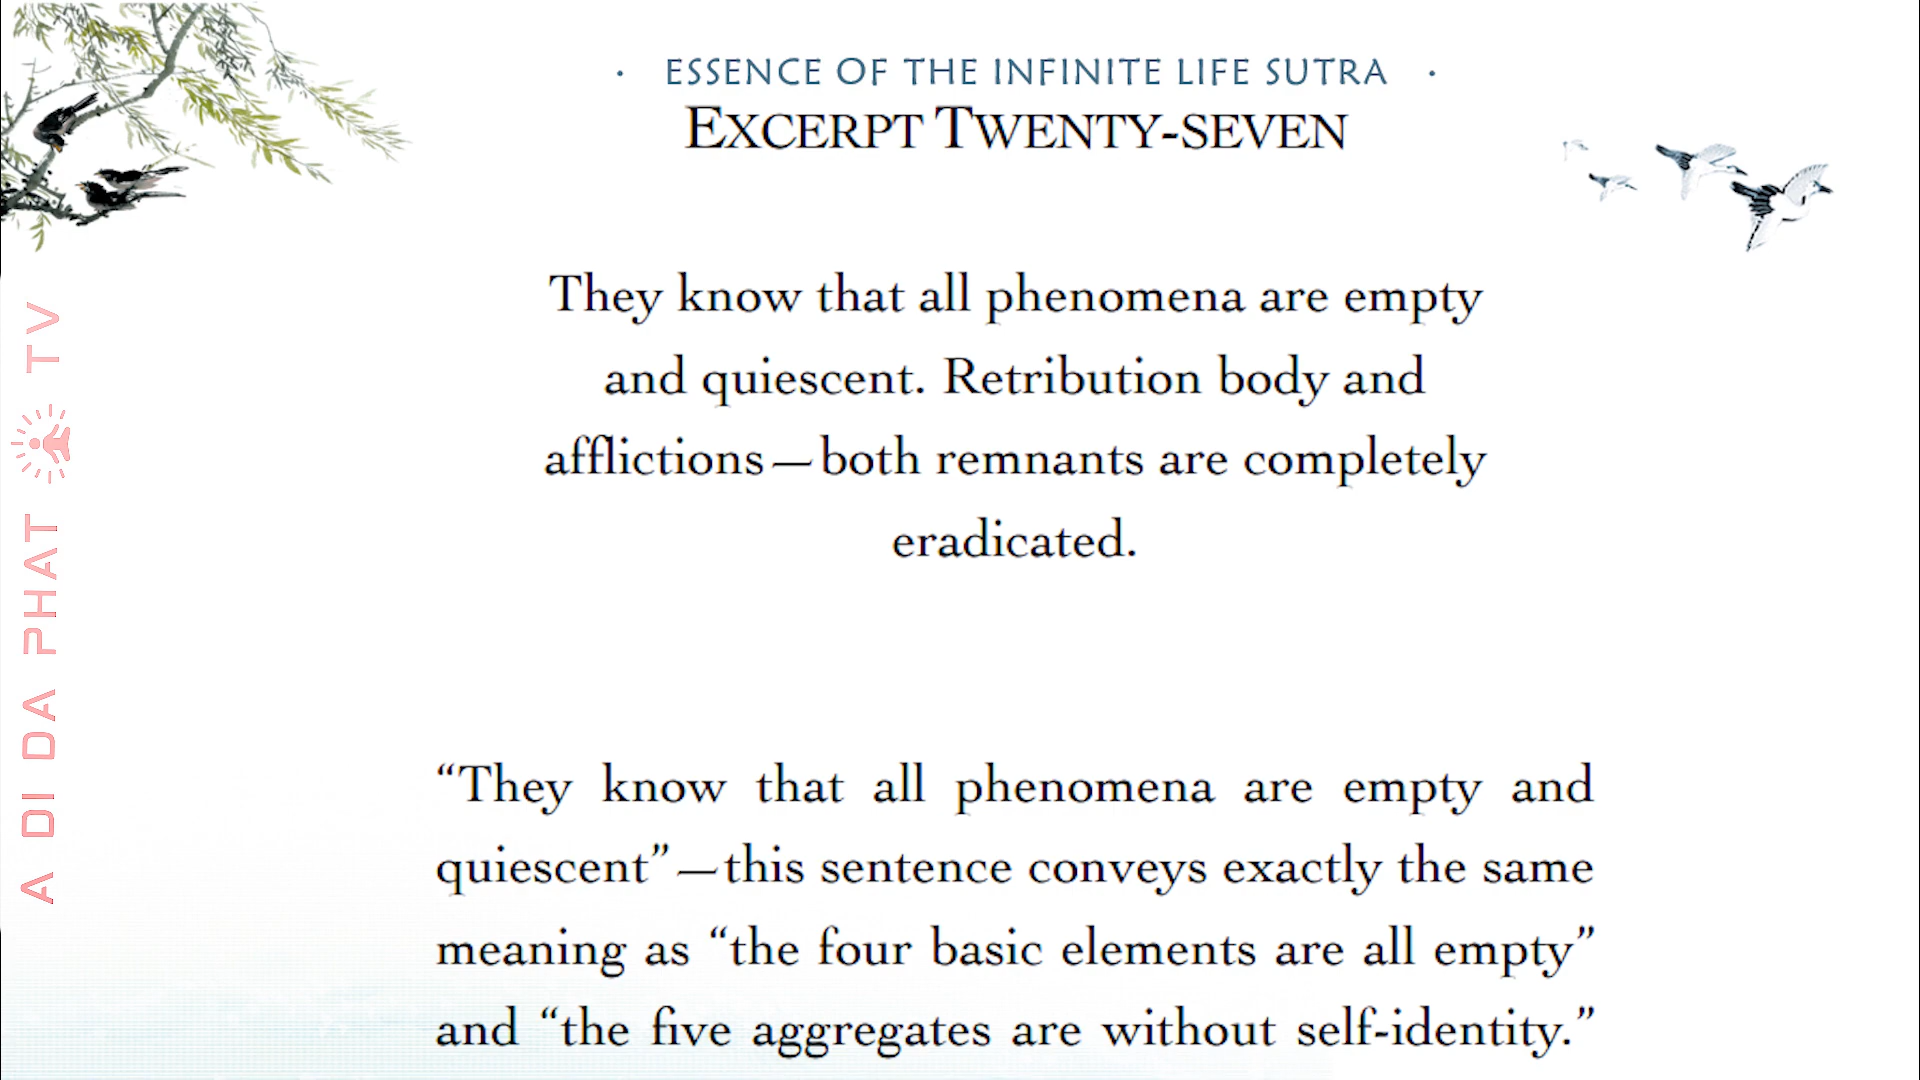 · ESSENCE OF THE INFINITE LIFE SUTRA ·
EXCERPT TWENTY-SEVEN
They know that all phenomena are empty
and quiescent. Retribution body and
afflictions—both remnants are completely
eradicated.
“They know that all phenomena are empty and
quiescent”—this sentence conveys exactly the same
meaning as “the four basic elements are all empty”
and “the five aggregates are without self-identity.”
A DI DA PHAT TV